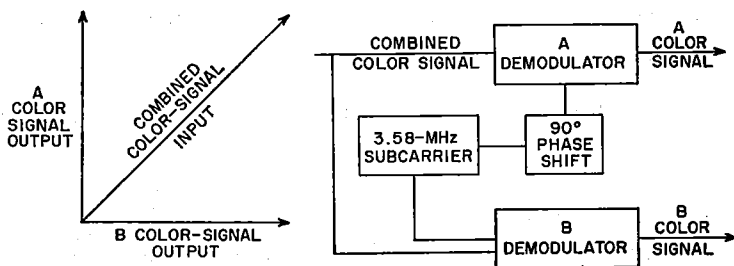 A
COLOR
SIGNAL
OUTPUT
COMBINED
COLOR-SIGNAL
INPUT
B COLOR-SIGNAL
OUTPUT
COMBINED
COLOR SIGNAL
A
DEMODULATOR
A
COLOR
SIGNAL
3.58-MHz
SUBCARRIER
90°
PHASE
SHIFT
B
DEMODULATOR
B
COLOR
SIGNAL